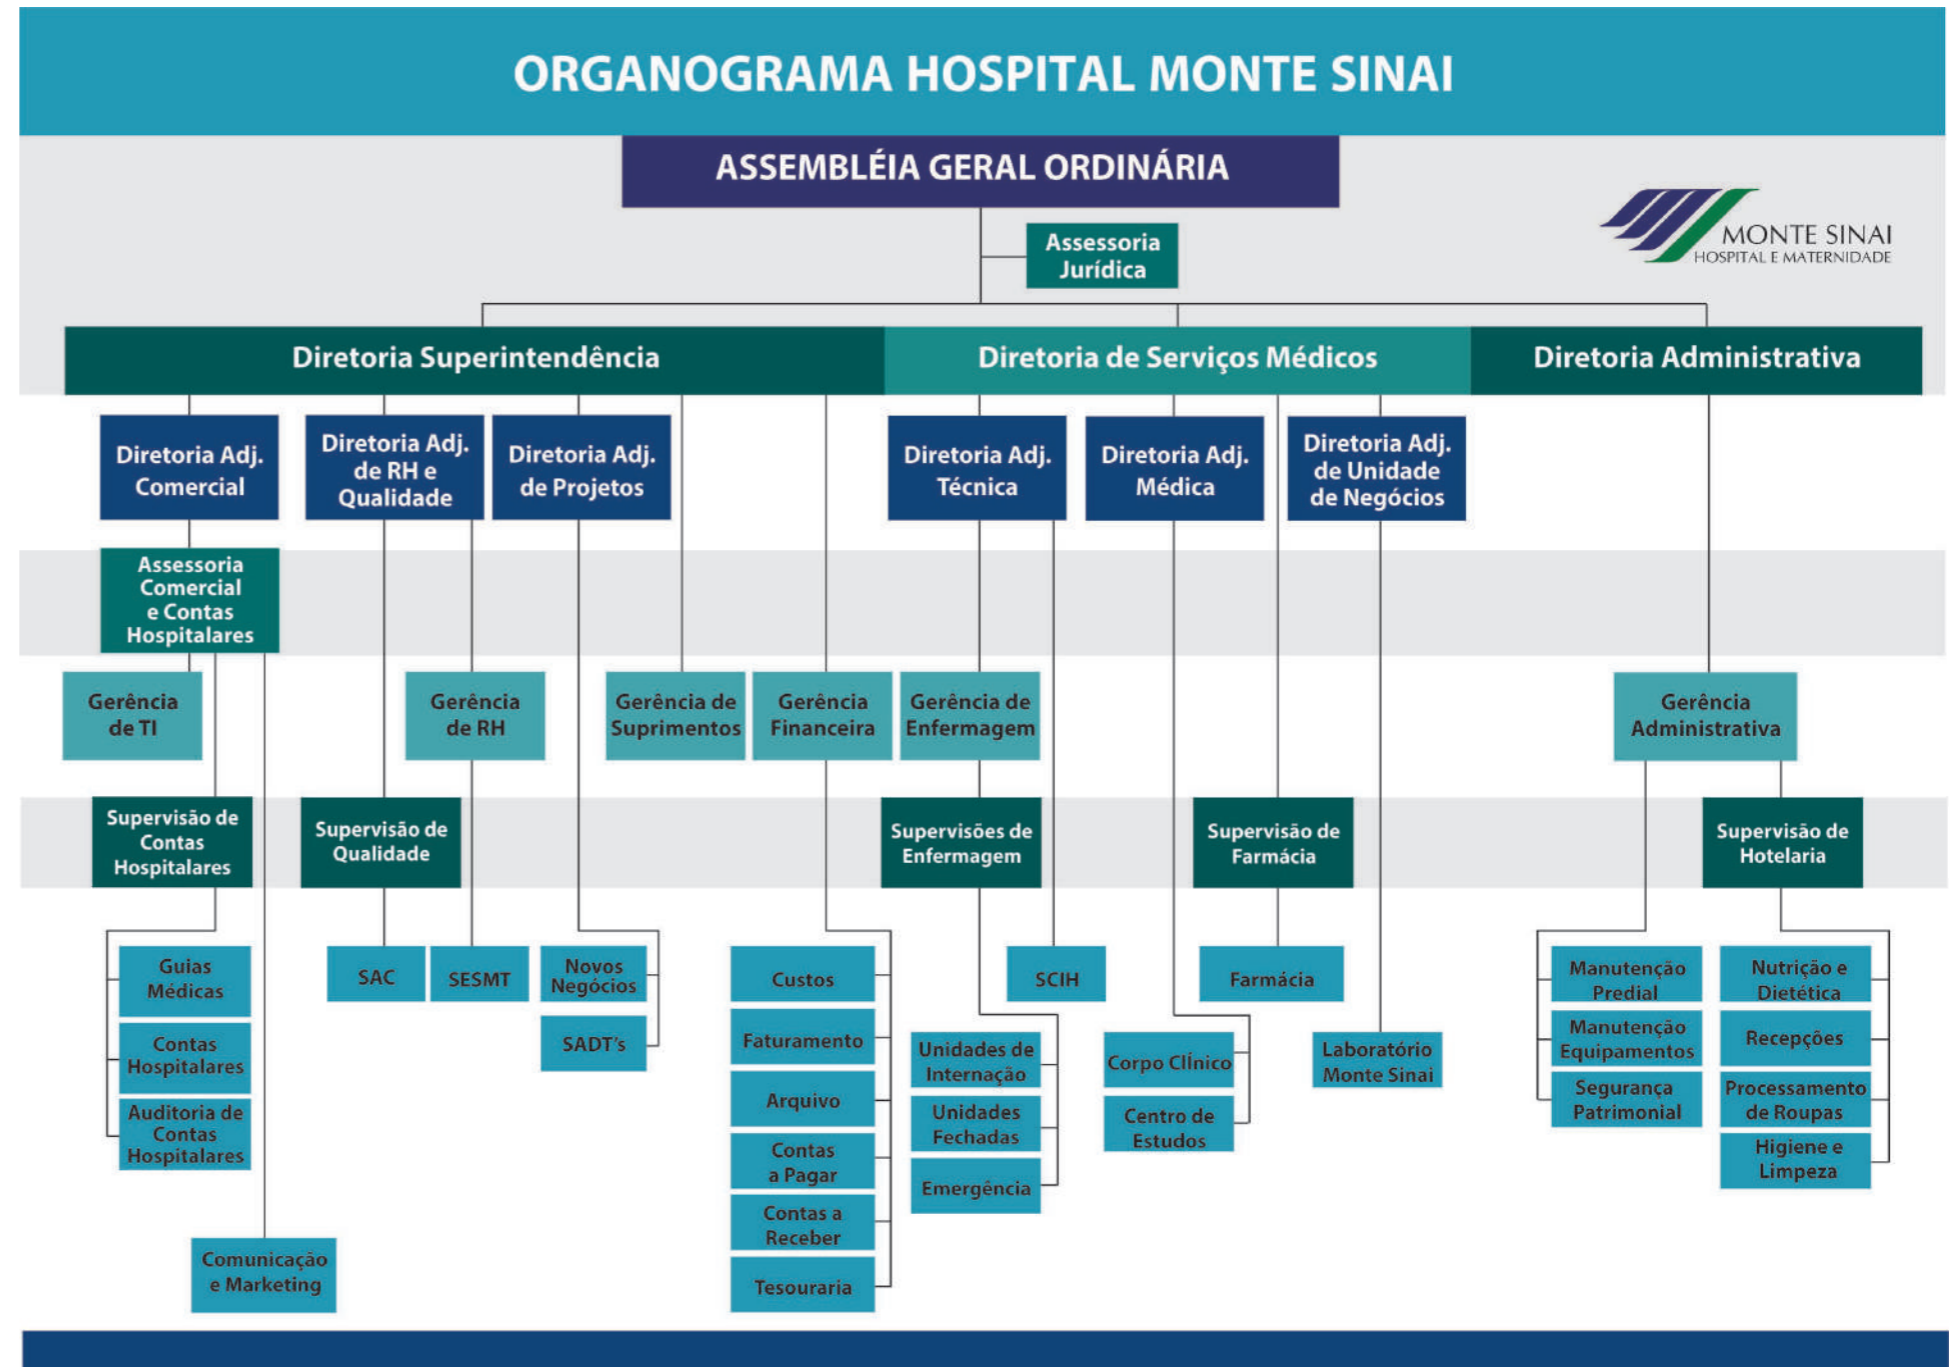 ORGANOGRAMA HOSPITAL MONTE SINAI
ASSEMBLÉIA GERAL ORDINÁRIA
Assessoria
Jurídica
MONTE SINAI
HOSPITAL E MATERNIDADE
Diretoria Superintendência
Diretoria de Serviços Médicos
Diretoria Administrativa
Diretoria Adj.
Comercial
Diretoria Adj.
de RH e
Qualidade
Diretoria Adj.
de Projetos
Diretoria Adj.
Técnica
Diretoria Adj.
Médica
Diretoria Adj.
de Unidade
de Negócios
Assessoria
Comercial
e Contas
Hospitalares
Gerência
de TI
Gerência
de RH
Gerência de
Suprimentos
Gerência
Financeira
Gerência de
Enfermagem
Gerência
Administrativa
Supervisão de
Contas
Hospitalares
Supervisão de
Qualidade
Supervisões de
Enfermagem
Supervisão de
Farmácia
Supervisão de
Hotelaria
Guias
Médicas
Contas
Hospitalares
Auditoria de
Contas
Hospitalares
SAC
SESMT
Novos
Negócios
SADT's
Custos
Faturamento
Arquivo
Contas
a Pagar
Contas a
Receber
Tesouraria
Unidades de
Internação
Unidades
Fechadas
Emergência
SCIH
Corpo Clínico
Centro de
Estudos
Farmácia
Laboratório
Monte Sinai
Manutenção
Predial
Manutenção
Equipamentos
Segurança
Patrimonial
Nutrição e
Dietética
Recepções
Processamento
de Roupas
Higiene e
Limpeza
Comunicação
e Marketing